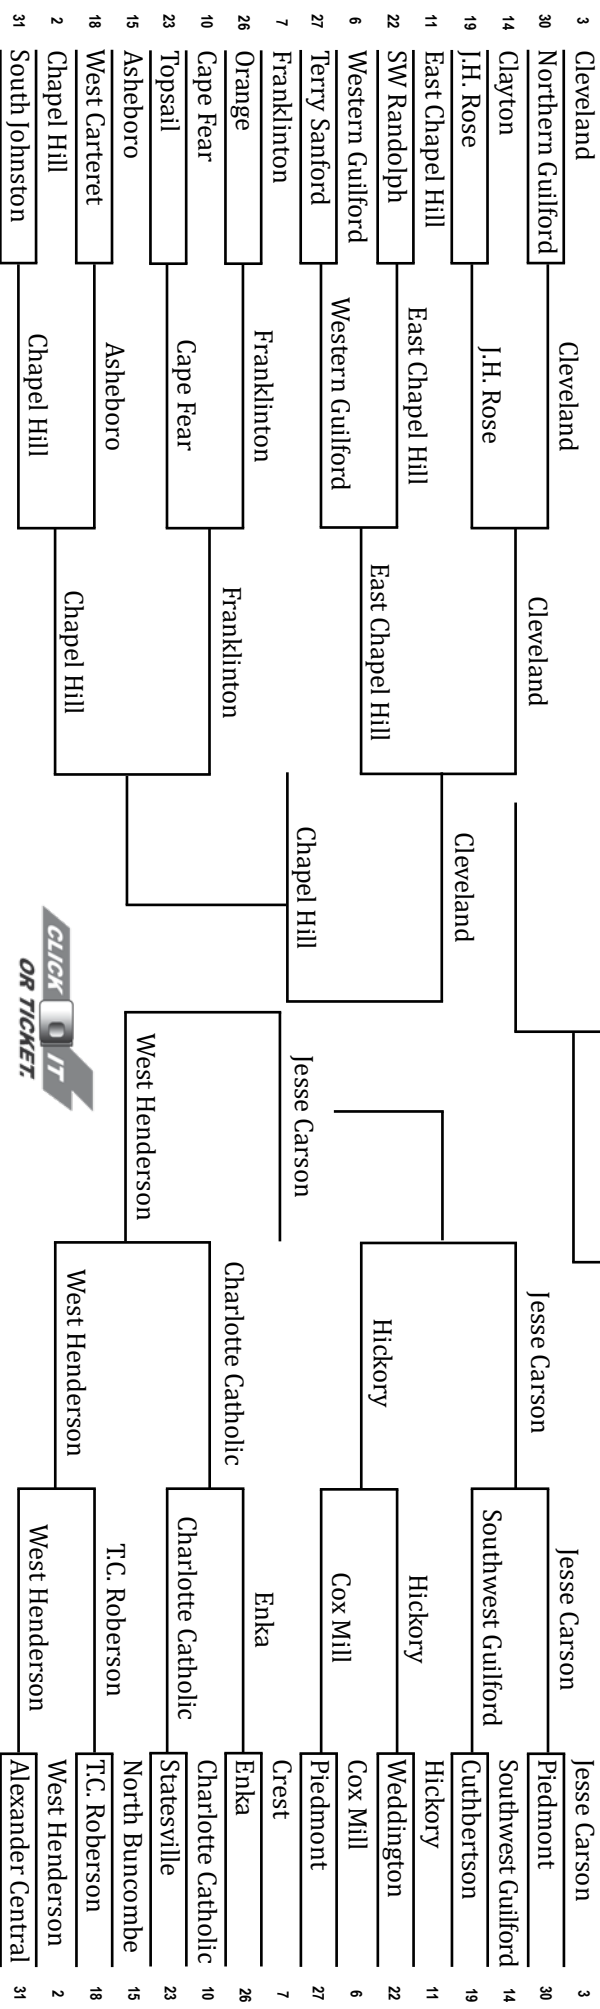 3 Cleveland
30 Northern Guilford
14 Clayton
19 J.H. Rose
11 East Chapel Hill
22 SW Randolph
6 Western Guilford
27 Terry Sanford
7 Franklinton
26 Orange
10 Cape Fear
23 Topsail
15 Asheboro
18 West Carteret
2 Chapel Hill
31 South Johnston
Cleveland
J.H. Rose
East Chapel Hill
Western Guilford
Franklinton
Cape Fear
Asheboro
Chapel Hill
Cleveland
East Chapel Hill
Franklinton
Chapel Hill
Cleveland
Chapel Hill
CLICK IT
OR TICKET.
Jesse Carson
West Henderson
Jesse Carson
Hickory
Charlotte Catholic
West Henderson
Jesse Carson
Southwest Guilford
Hickory
Cox Mill
Enka
Charlotte Catholic
T.C. Roberson
West Henderson
Jesse Carson 3
Piedmont 30
Southwest Guilford 14
Cuthbertson 19
Hickory 11
Weddington 22
Cox Mill 6
Piedmont 27
Crest 7
Enka 26
Charlotte Catholic 10
Statesville 23
North Buncombe 15
T.C. Roberson 18
West Henderson 2
Alexander Central 31